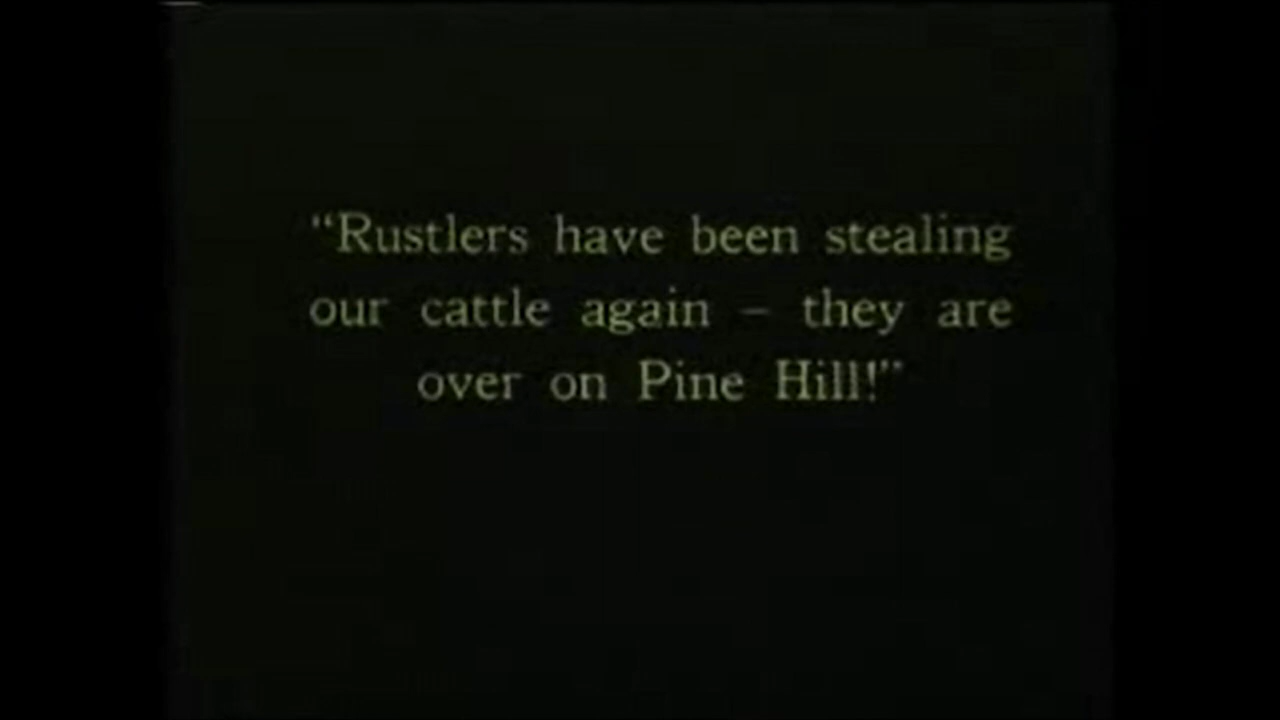 “Rustlers have been stealing
our cattle again – they are
over on Pine Hill!”